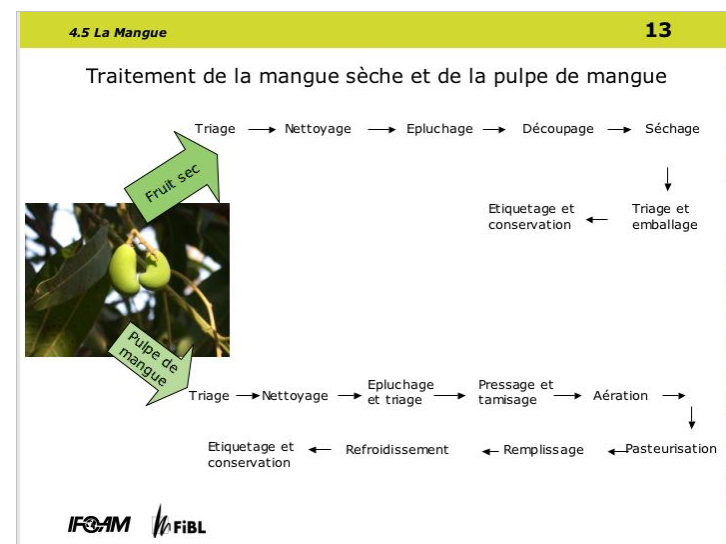 4.5 La Mangue
13
Traitement de la mangue sèche et de la pulpe de mangue
Fruit sec
Triage
Nettoyage
Epluchage
Découpage
Séchage
Triage et
emballage
Etiquetage et
conservation
Pulpe de
mangue
Triage
Nettoyage
Epluchage
et triage
Pressage et
tamisage
Aération
Pasteurisation
Remplissage
Refroidissement
Etiquetage et
conservation
IFOAM
FiBL